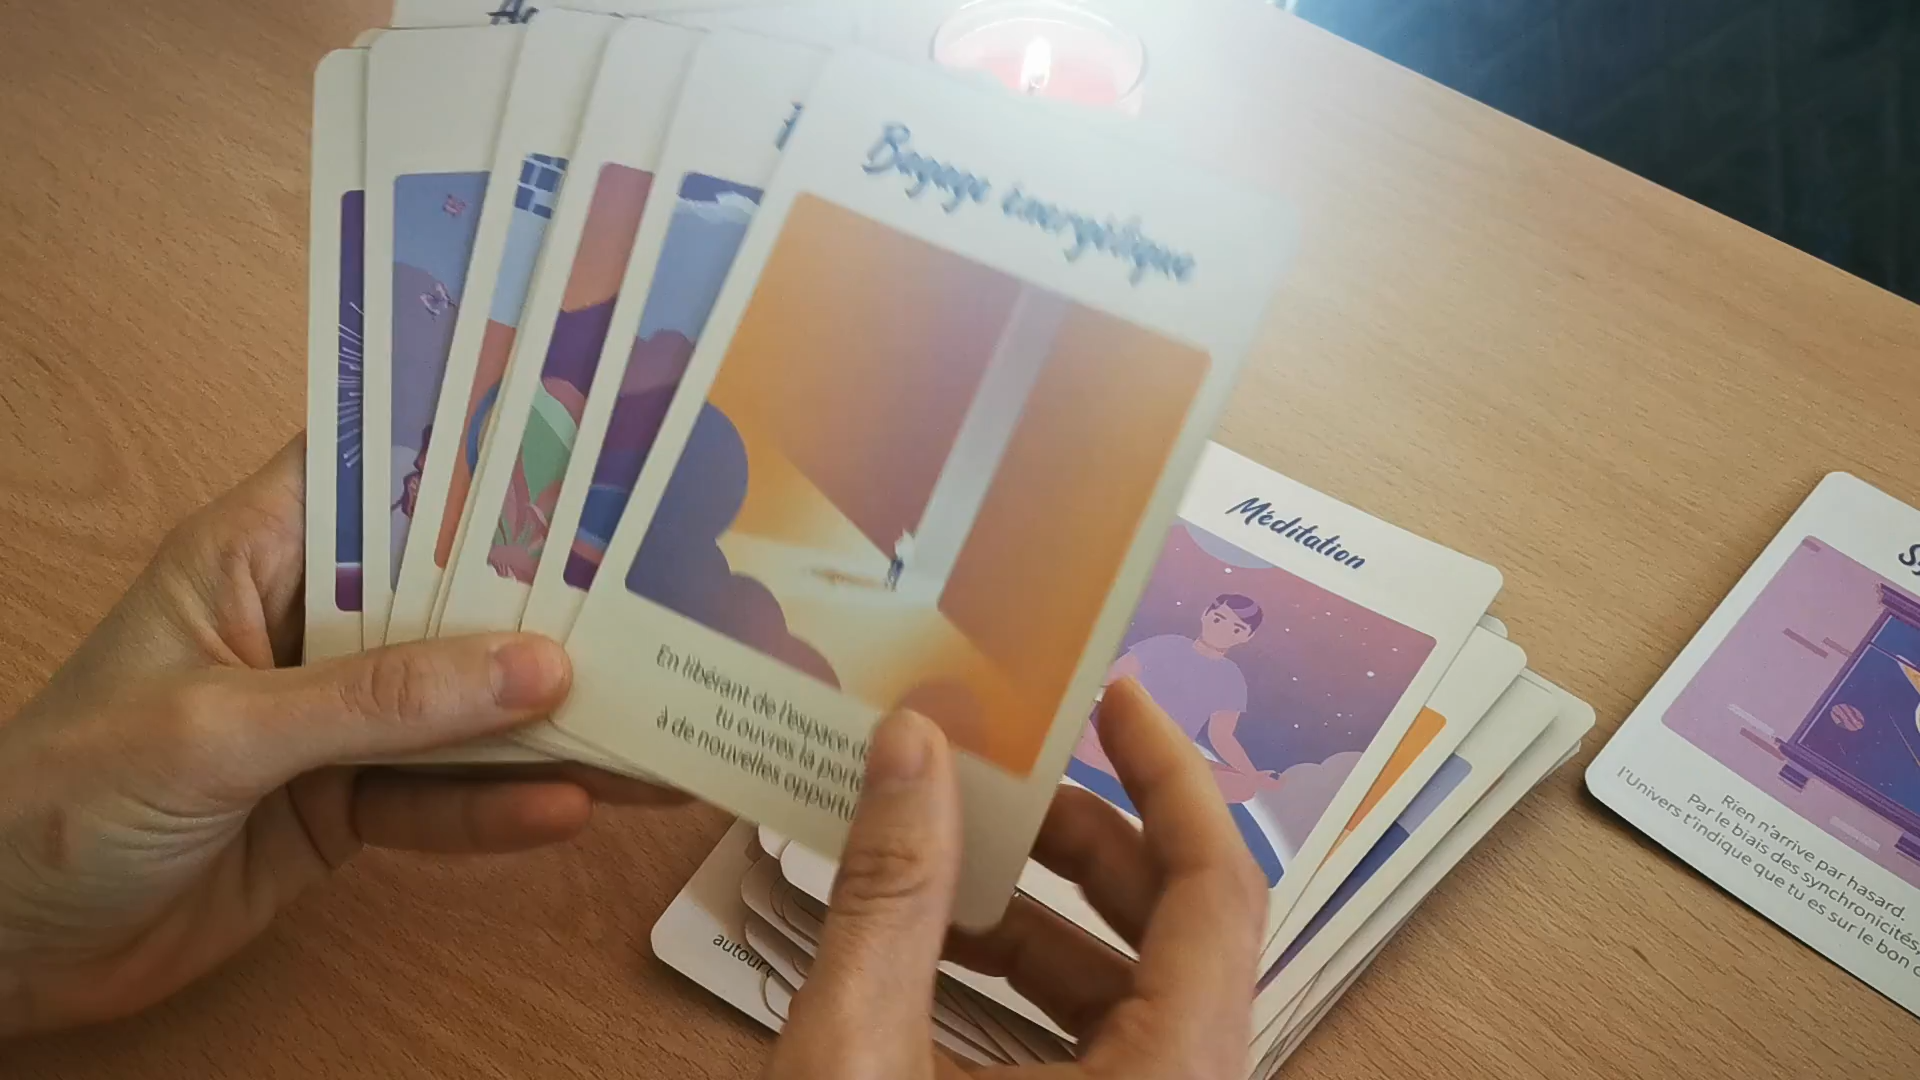 Bagage énergétique
En libérant de l'espace
tu ouvres la porte
à de nouvelles
Méditation
autour
Rien n'arrive par hasard.
Par le biais des synchronicités,
l'Univers t'indique que tu es sur le bon